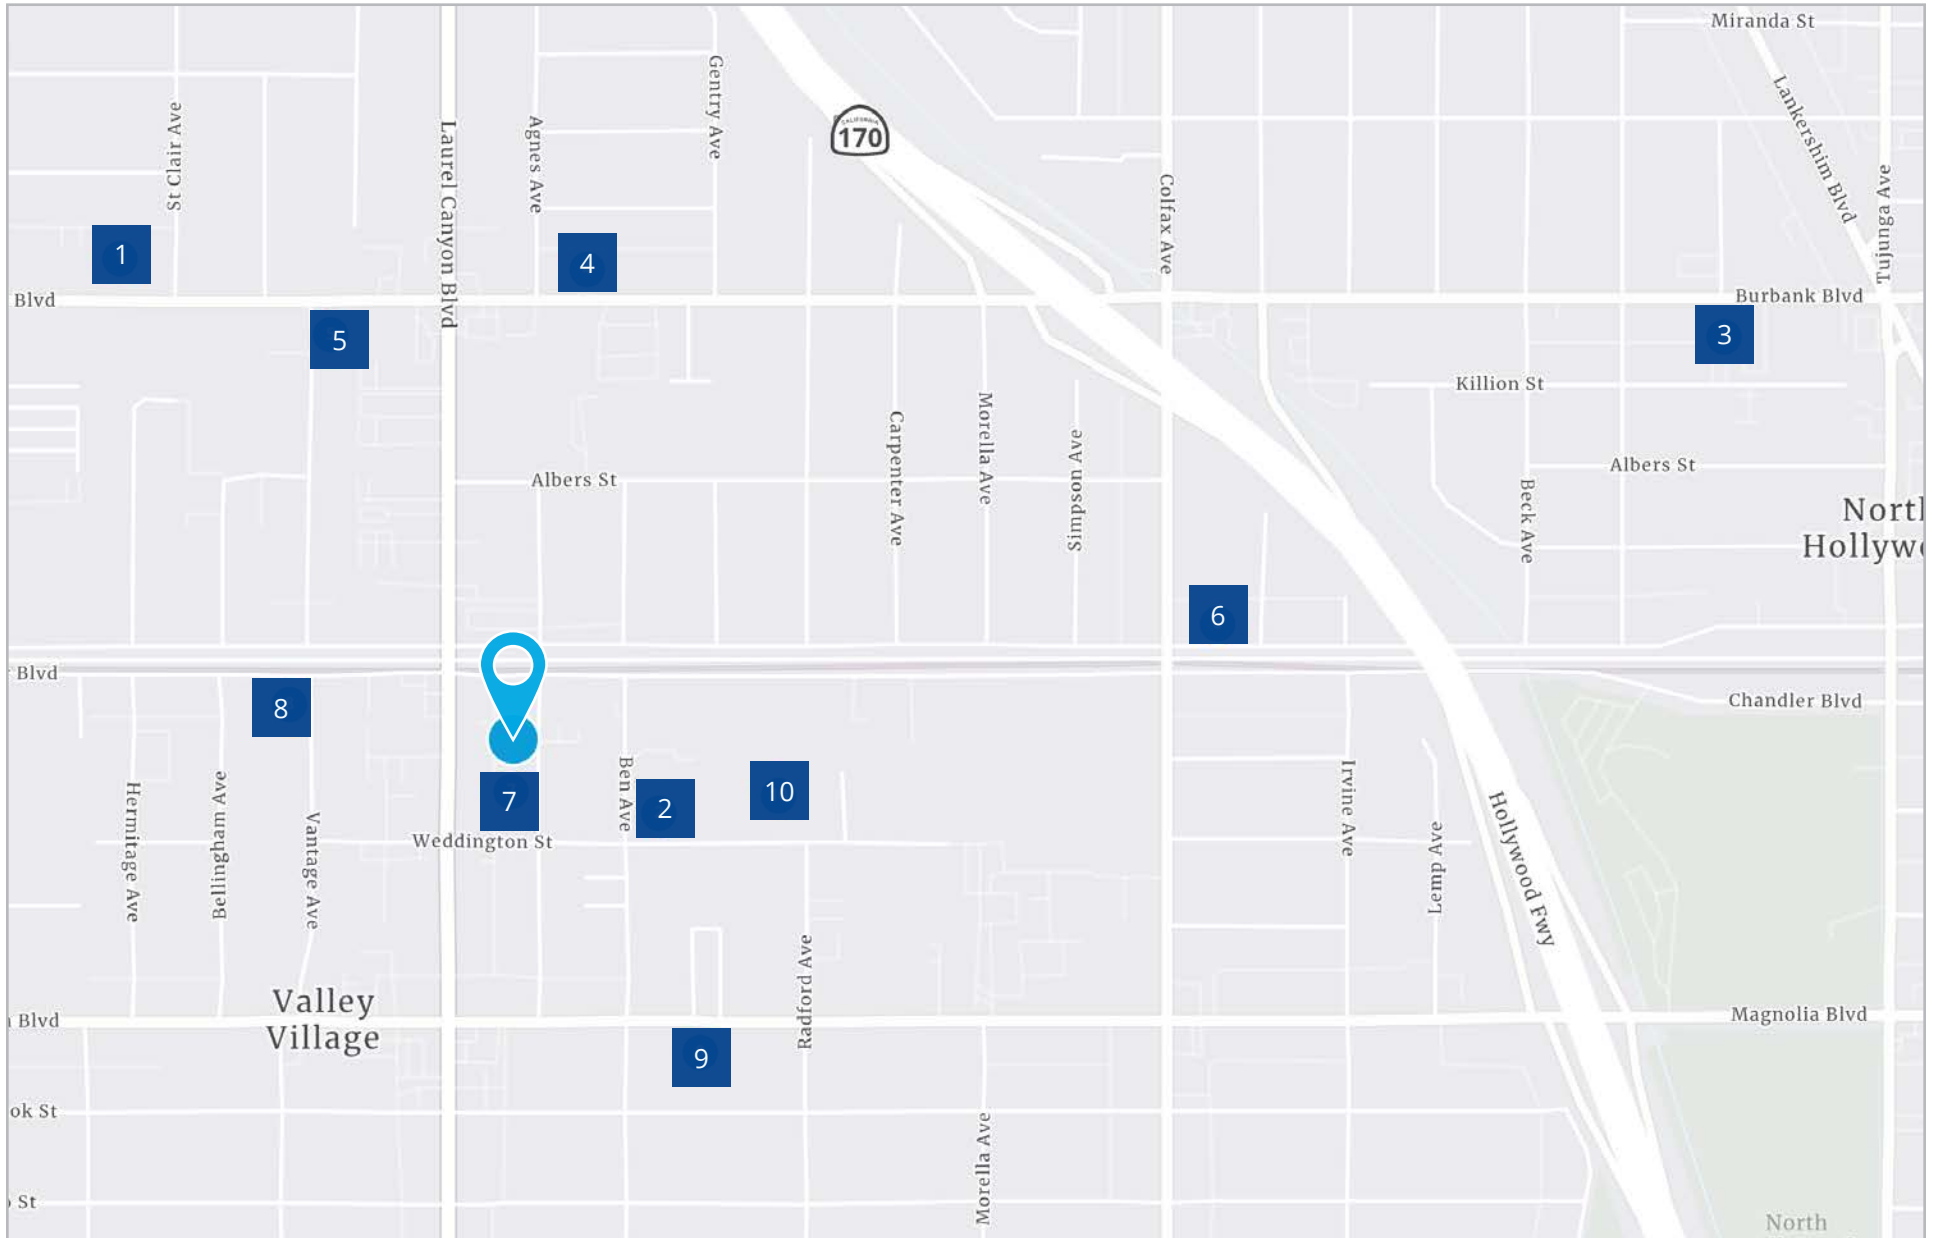 Miranda St
Gentry Ave
Lankershim Blvd
St Clair Ave
Laurel Canyon Blvd
Agnes Ave
CALIFORNIA
170
Colfax Ave
Tujunga Ave
1
4
Blvd
Burbank Blvd
5
3
Killion St
Carpenter Ave
Morella Ave
Simpson Ave
Albers St
Albers St
Beck Ave
Hollyw
6
Blvd
8
Chandler Blvd
Hermitage Ave
Bellingham Ave
Vantage Ave
7
Ben Ave
2
10
Irvine Ave
Lemp Ave
Hollywood Fwy
Weddington St
Radford Ave
Valley
Village
Blvd
Magnolia Blvd
9
ok St
Morella Ave
St
North